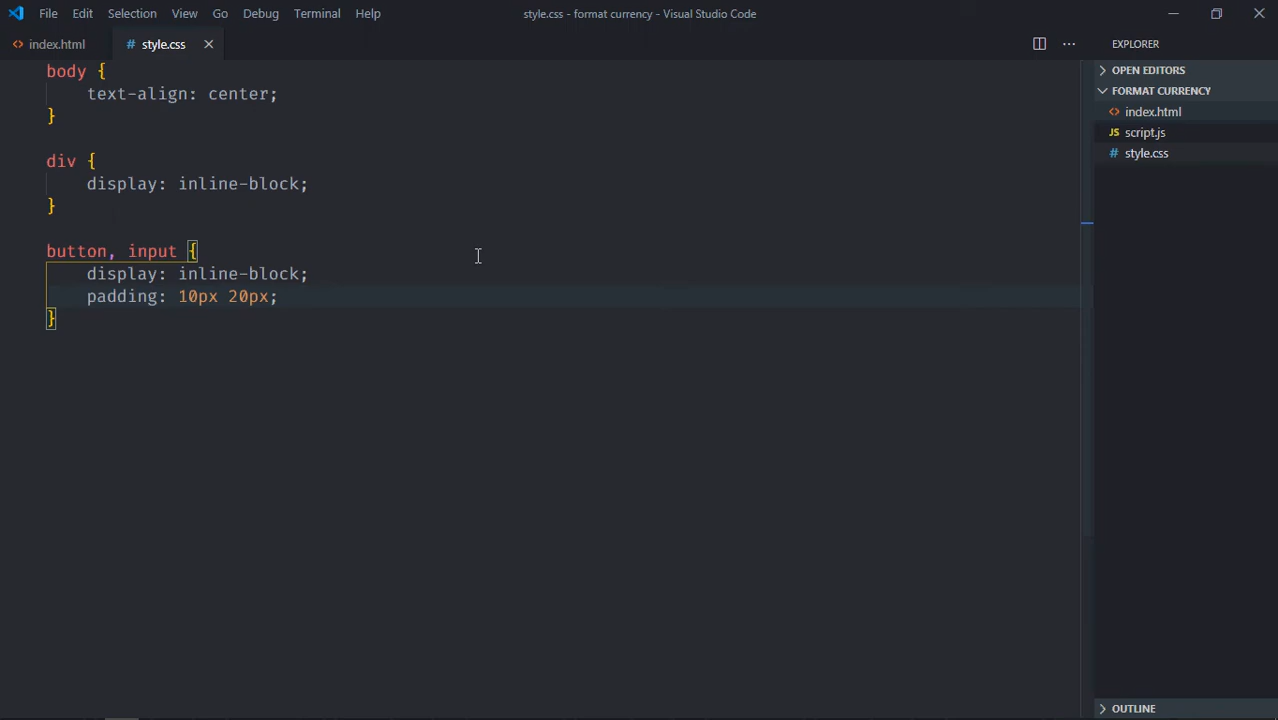 File Edit Selection View Go Debug Terminal Help style.css - format currency - Visual Studio Code
index.html style.css EXPLORER
OPEN EDITORS
FORMAT CURRENCY
index.html
JS script.js
# style.css
body {
text-align: center;
}
div {
display: inline-block;
}
button, input {
display: inline-block;
padding: 10px 20px;
}
OUTLINE